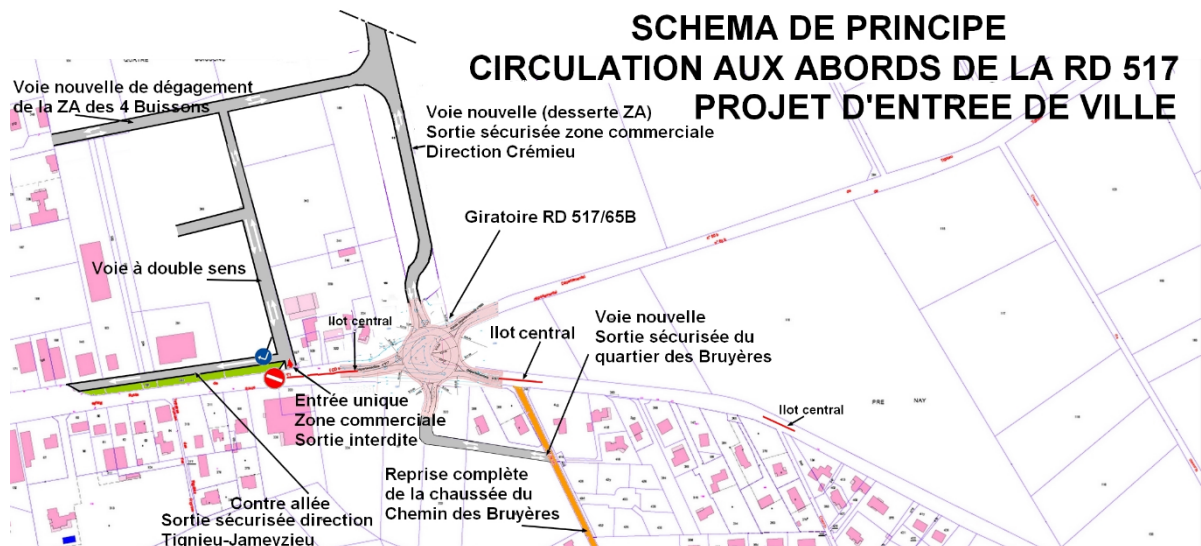 SCHEMA DE PRINCIPE
CIRCULATION AUX ABORDS DE LA RD 517
PROJET D'ENTREE DE VILLE
Voie nouvelle de dégagement
de la ZA des 4 Buissons
Voie nouvelle (desserte ZA)
Sortie sécurisée zone commerciale
Direction Crémieu
Giratoire RD 517/65B
Voie à double sens
Ilot central
Ilot central
Voie nouvelle
Sortie sécurisée du
quartier des Bruyères
Ilot central
PRE NAY
Entrée unique
Zone commerciale
Sortie interdite
Reprise complète
de la chaussée du
Chemin des Bruyères
Contre allée
Sortie sécurisée direction
Tignieu-Jameyzieu